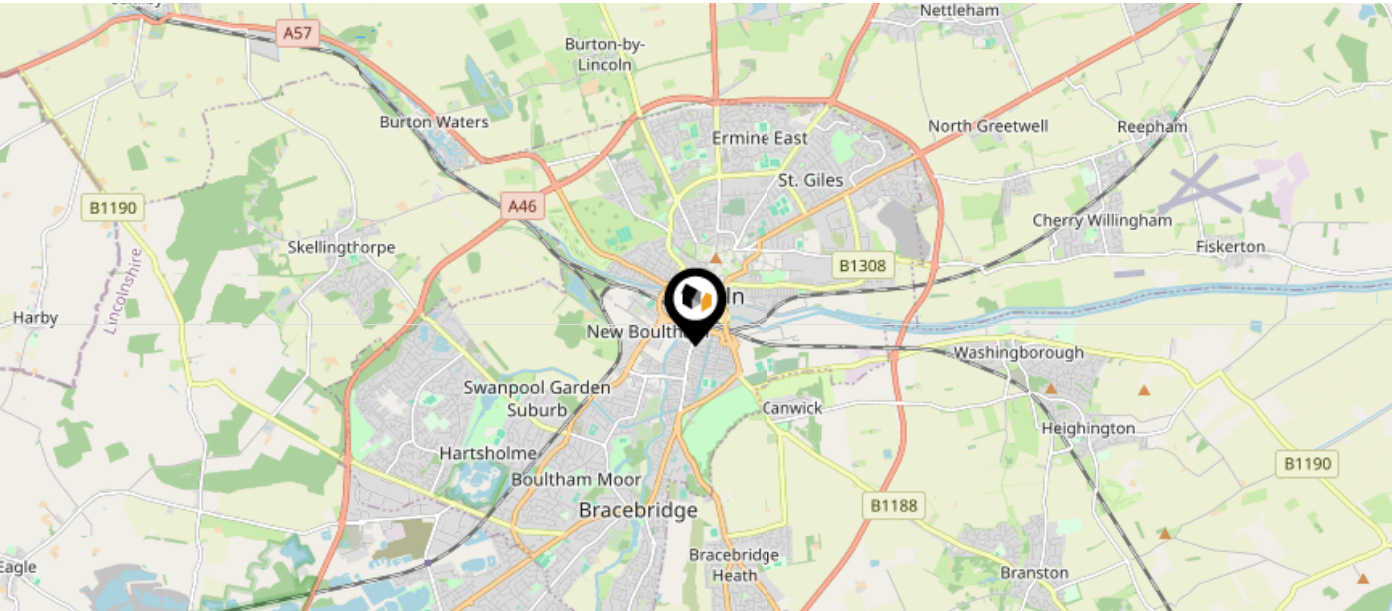 Nettleham
A57
Burton-by-
Lincoln
Burton Waters
Ermine East
North Greetwell
Reepham
St. Giles
B1190
A46
Cherry Willingham
Skellingthorpe
Fiskerton
B1308
Lincolnshire
ln
Harby
New Boultham
Washingborough
Swanpool Garden
Suburb
Canwick
Heighington
Hartsholme
B1190
Boultham Moor
B1188
Bracebridge
Bracebridge
Heath
Eagle
Branston